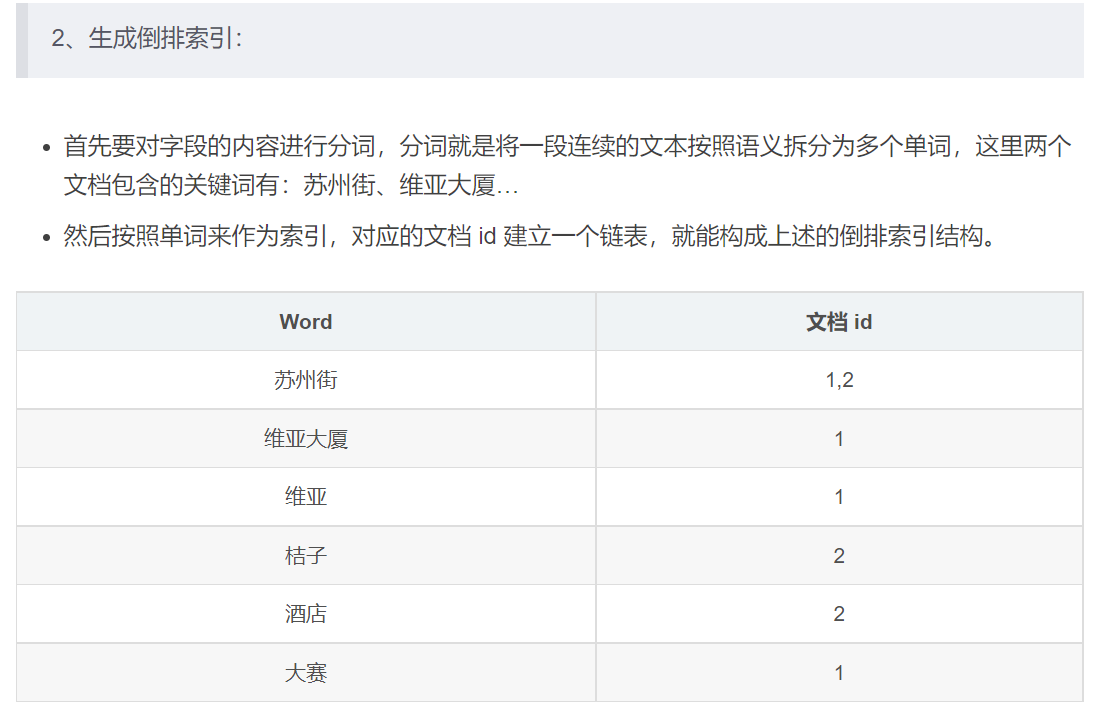 2、生成倒排索引：
首先要对字段的内容进行分词，分词就是将一段连续的文本按照语义拆分为多个单词，这里两个
文档包含的关键词有：苏州街、维亚大厦…
然后按照单词来作为索引，对应的文档 id 建立一个链表，就能构成上述的倒排索引结构。
Word 文档 id
苏州街 1,2
维亚大厦 1
维亚 1
桔子 2
酒店 2
大赛 1